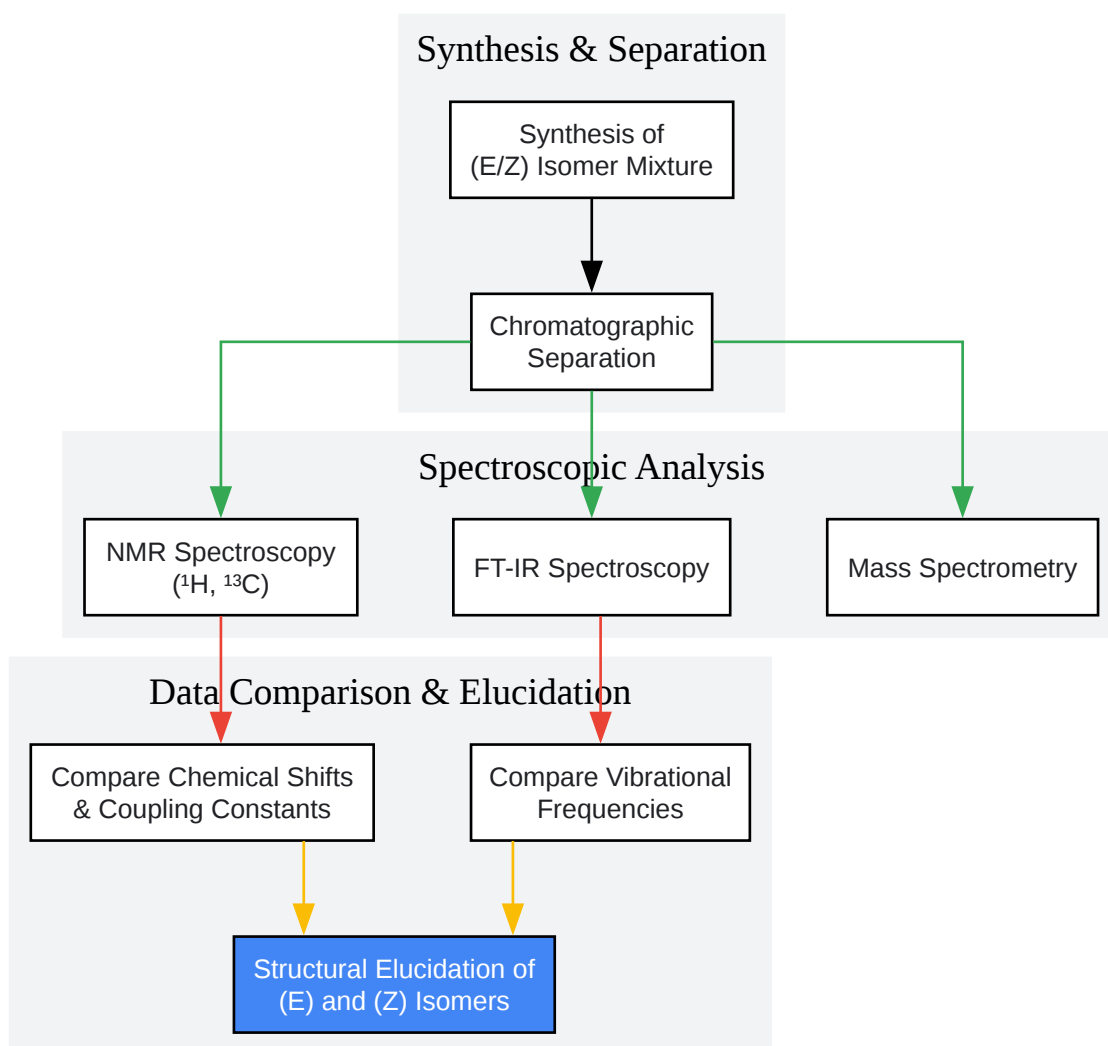 Synthesis & Separation
Synthesis of
(E/Z) Isomer Mixture
Chromatographic
Separation
Spectroscopic Analysis
NMR Spectroscopy
(¹H, ¹³C)
FT-IR Spectroscopy
Mass Spectrometry
Data Comparison & Elucidation
Compare Chemical Shifts
& Coupling Constants
Compare Vibrational
Frequencies
Structural Elucidation of
(E) and (Z) Isomers